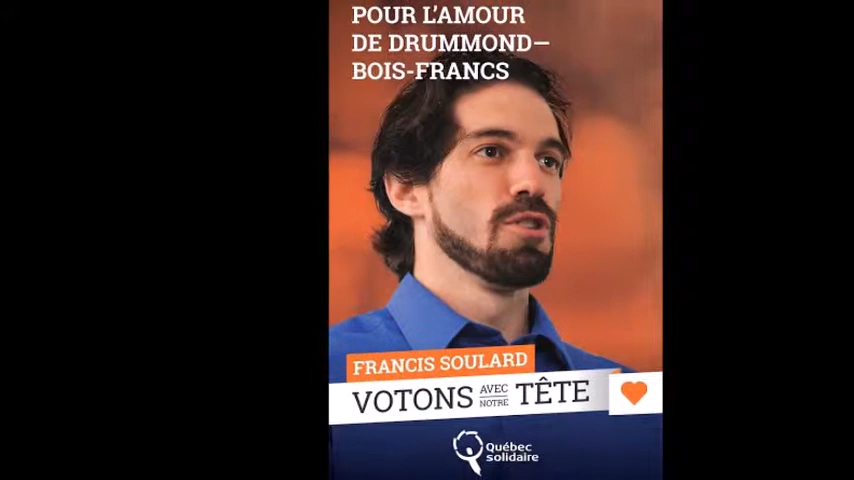 POUR L'AMOUR
DE DRUMMOND—
BOIS-FRANCS
FRANCIS SOULARD
VOTONS AVEC NOTRE TÊTE
Québec
solidaire